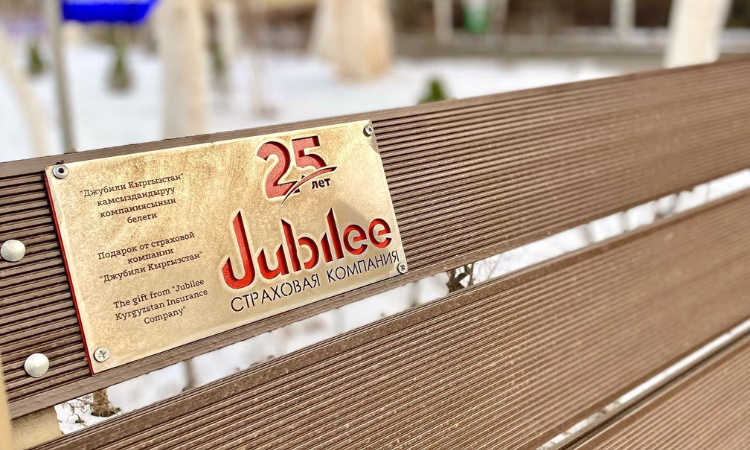 "Джубили Кыргызстан"
камсыздандыруу
компаниясынын
белеги
Подарок от страховой
компании
"Джубили Кыргызстан"
The gift from "Jubilee
Kyrgyzstan Insurance
Company"
25
лет
Jubilee
СТРАХОВАЯ КОМПАНИЯ